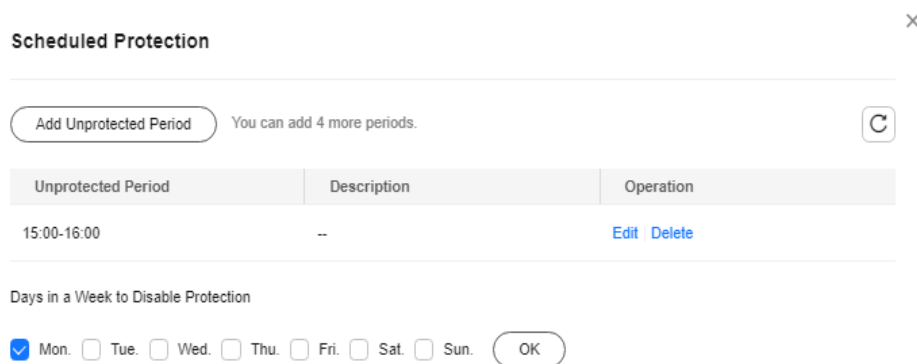 Scheduled Protection
Add Unprotected Period You can add 4 more periods.
Unprotected Period Description Operation
15:00-16:00 -- Edit Delete
Days in a Week to Disable Protection
Mon. Tue. Wed. Thu. Fri. Sat. Sun. OK